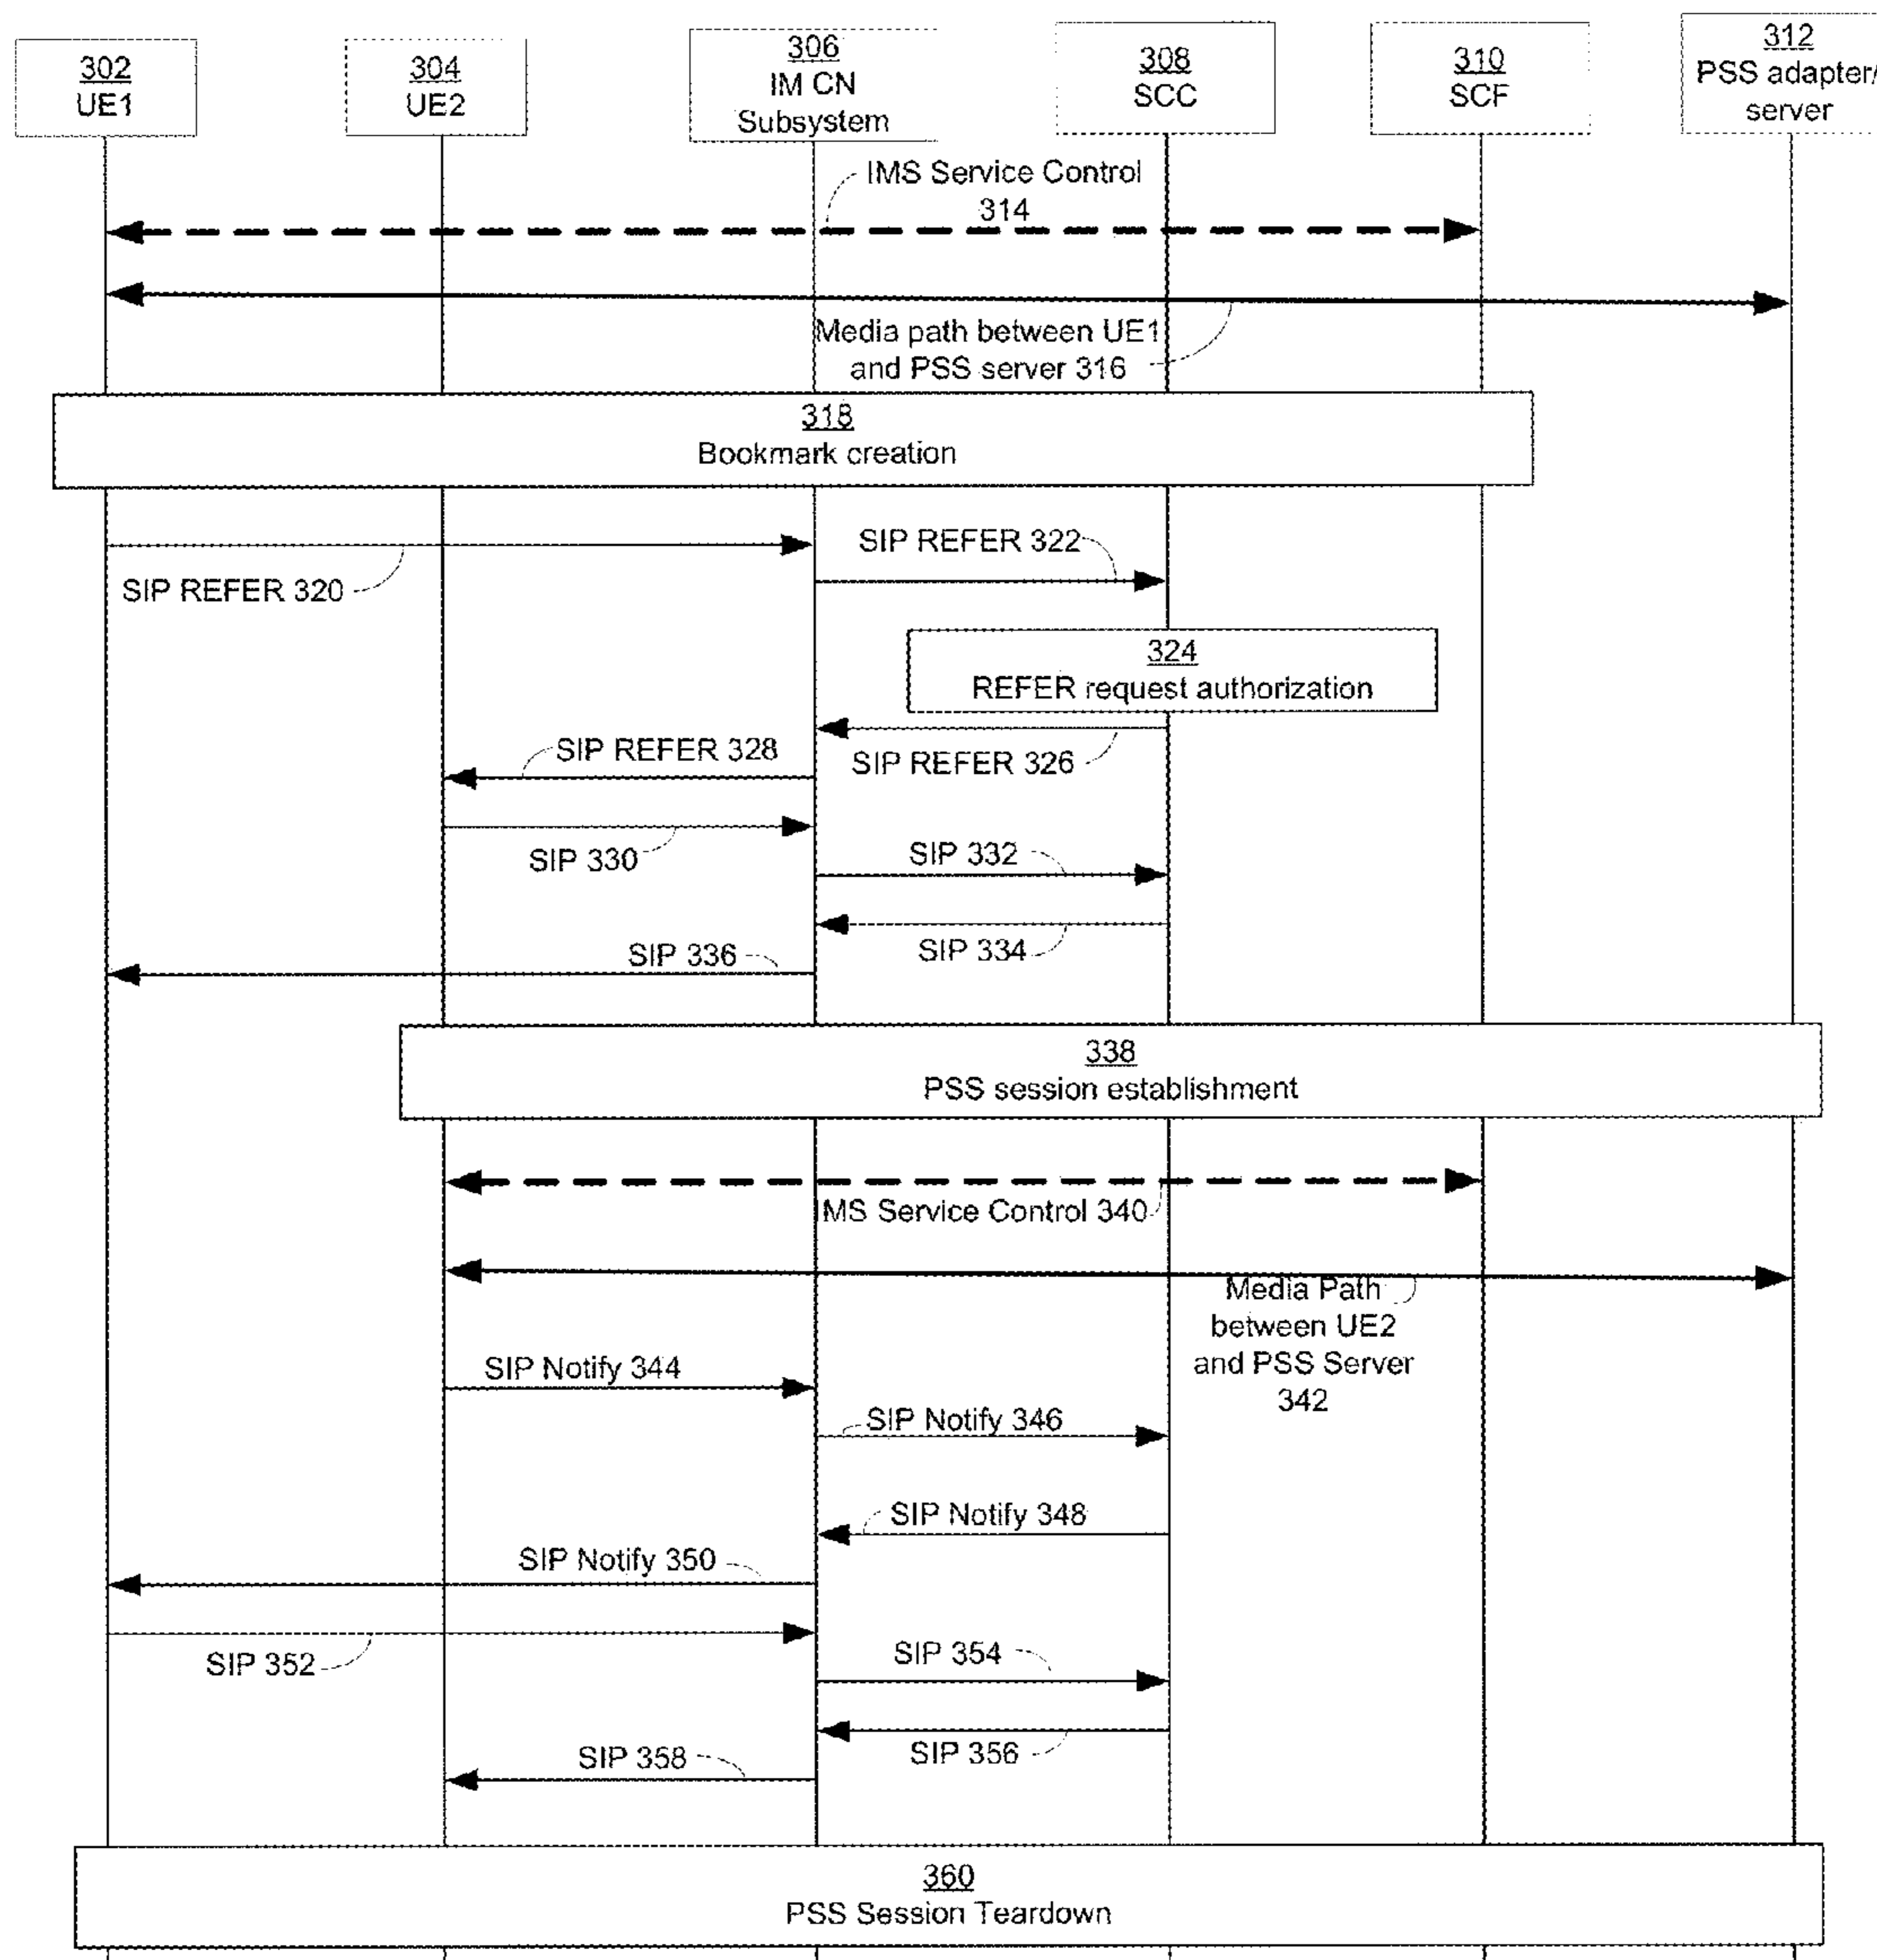 302
UE1
304
UE2
306
IM CN
Subsystem
308
SCC
310
SCF
312
PSS adapter/
server
IMS Service Control
314
Media path between UE1
and PSS server 316
318
Bookmark creation
SIP REFER 320
SIP REFER 322
324
REFER request authorization
SIP REFER 326
SIP REFER 328
SIP 330
SIP 332
SIP 334
SIP 336
338
PSS session establishment
IMS Service Control 340
Media Path
between UE2
and PSS Server
342
SIP Notify 344
SIP Notify 346
SIP Notify 348
SIP Notify 350
SIP 352
SIP 354
SIP 356
SIP 358
360
PSS Session Teardown